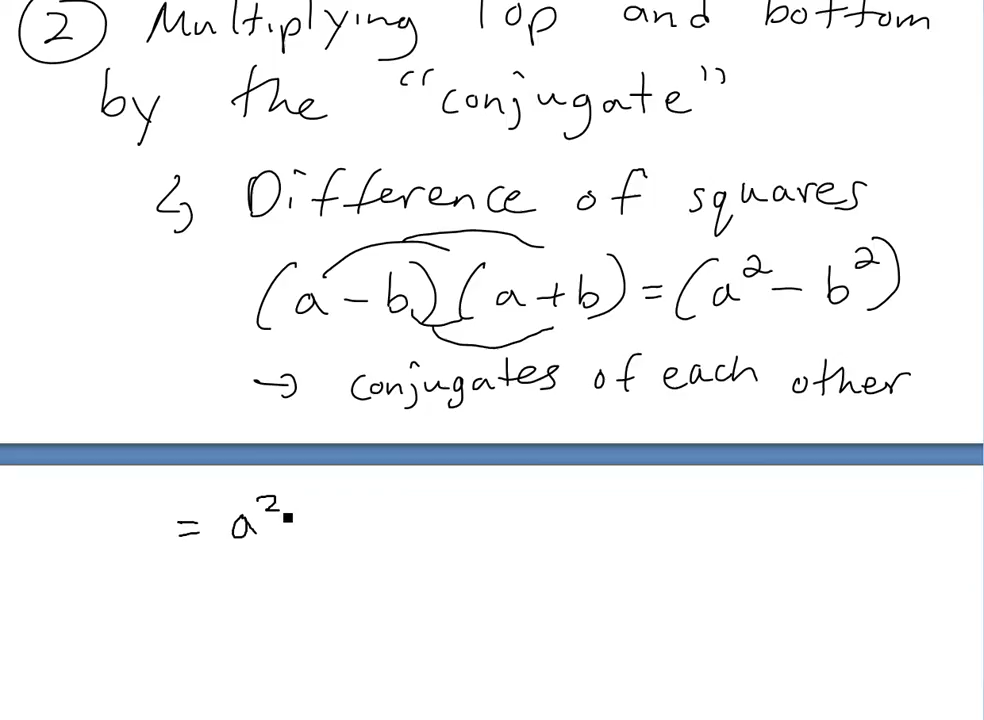 ② Multiplying Top and bottom
by the "conjugate"
↳ Difference of squares
(a - b)(a + b) = (a² - b²)
→ conjugates of each other
= a²